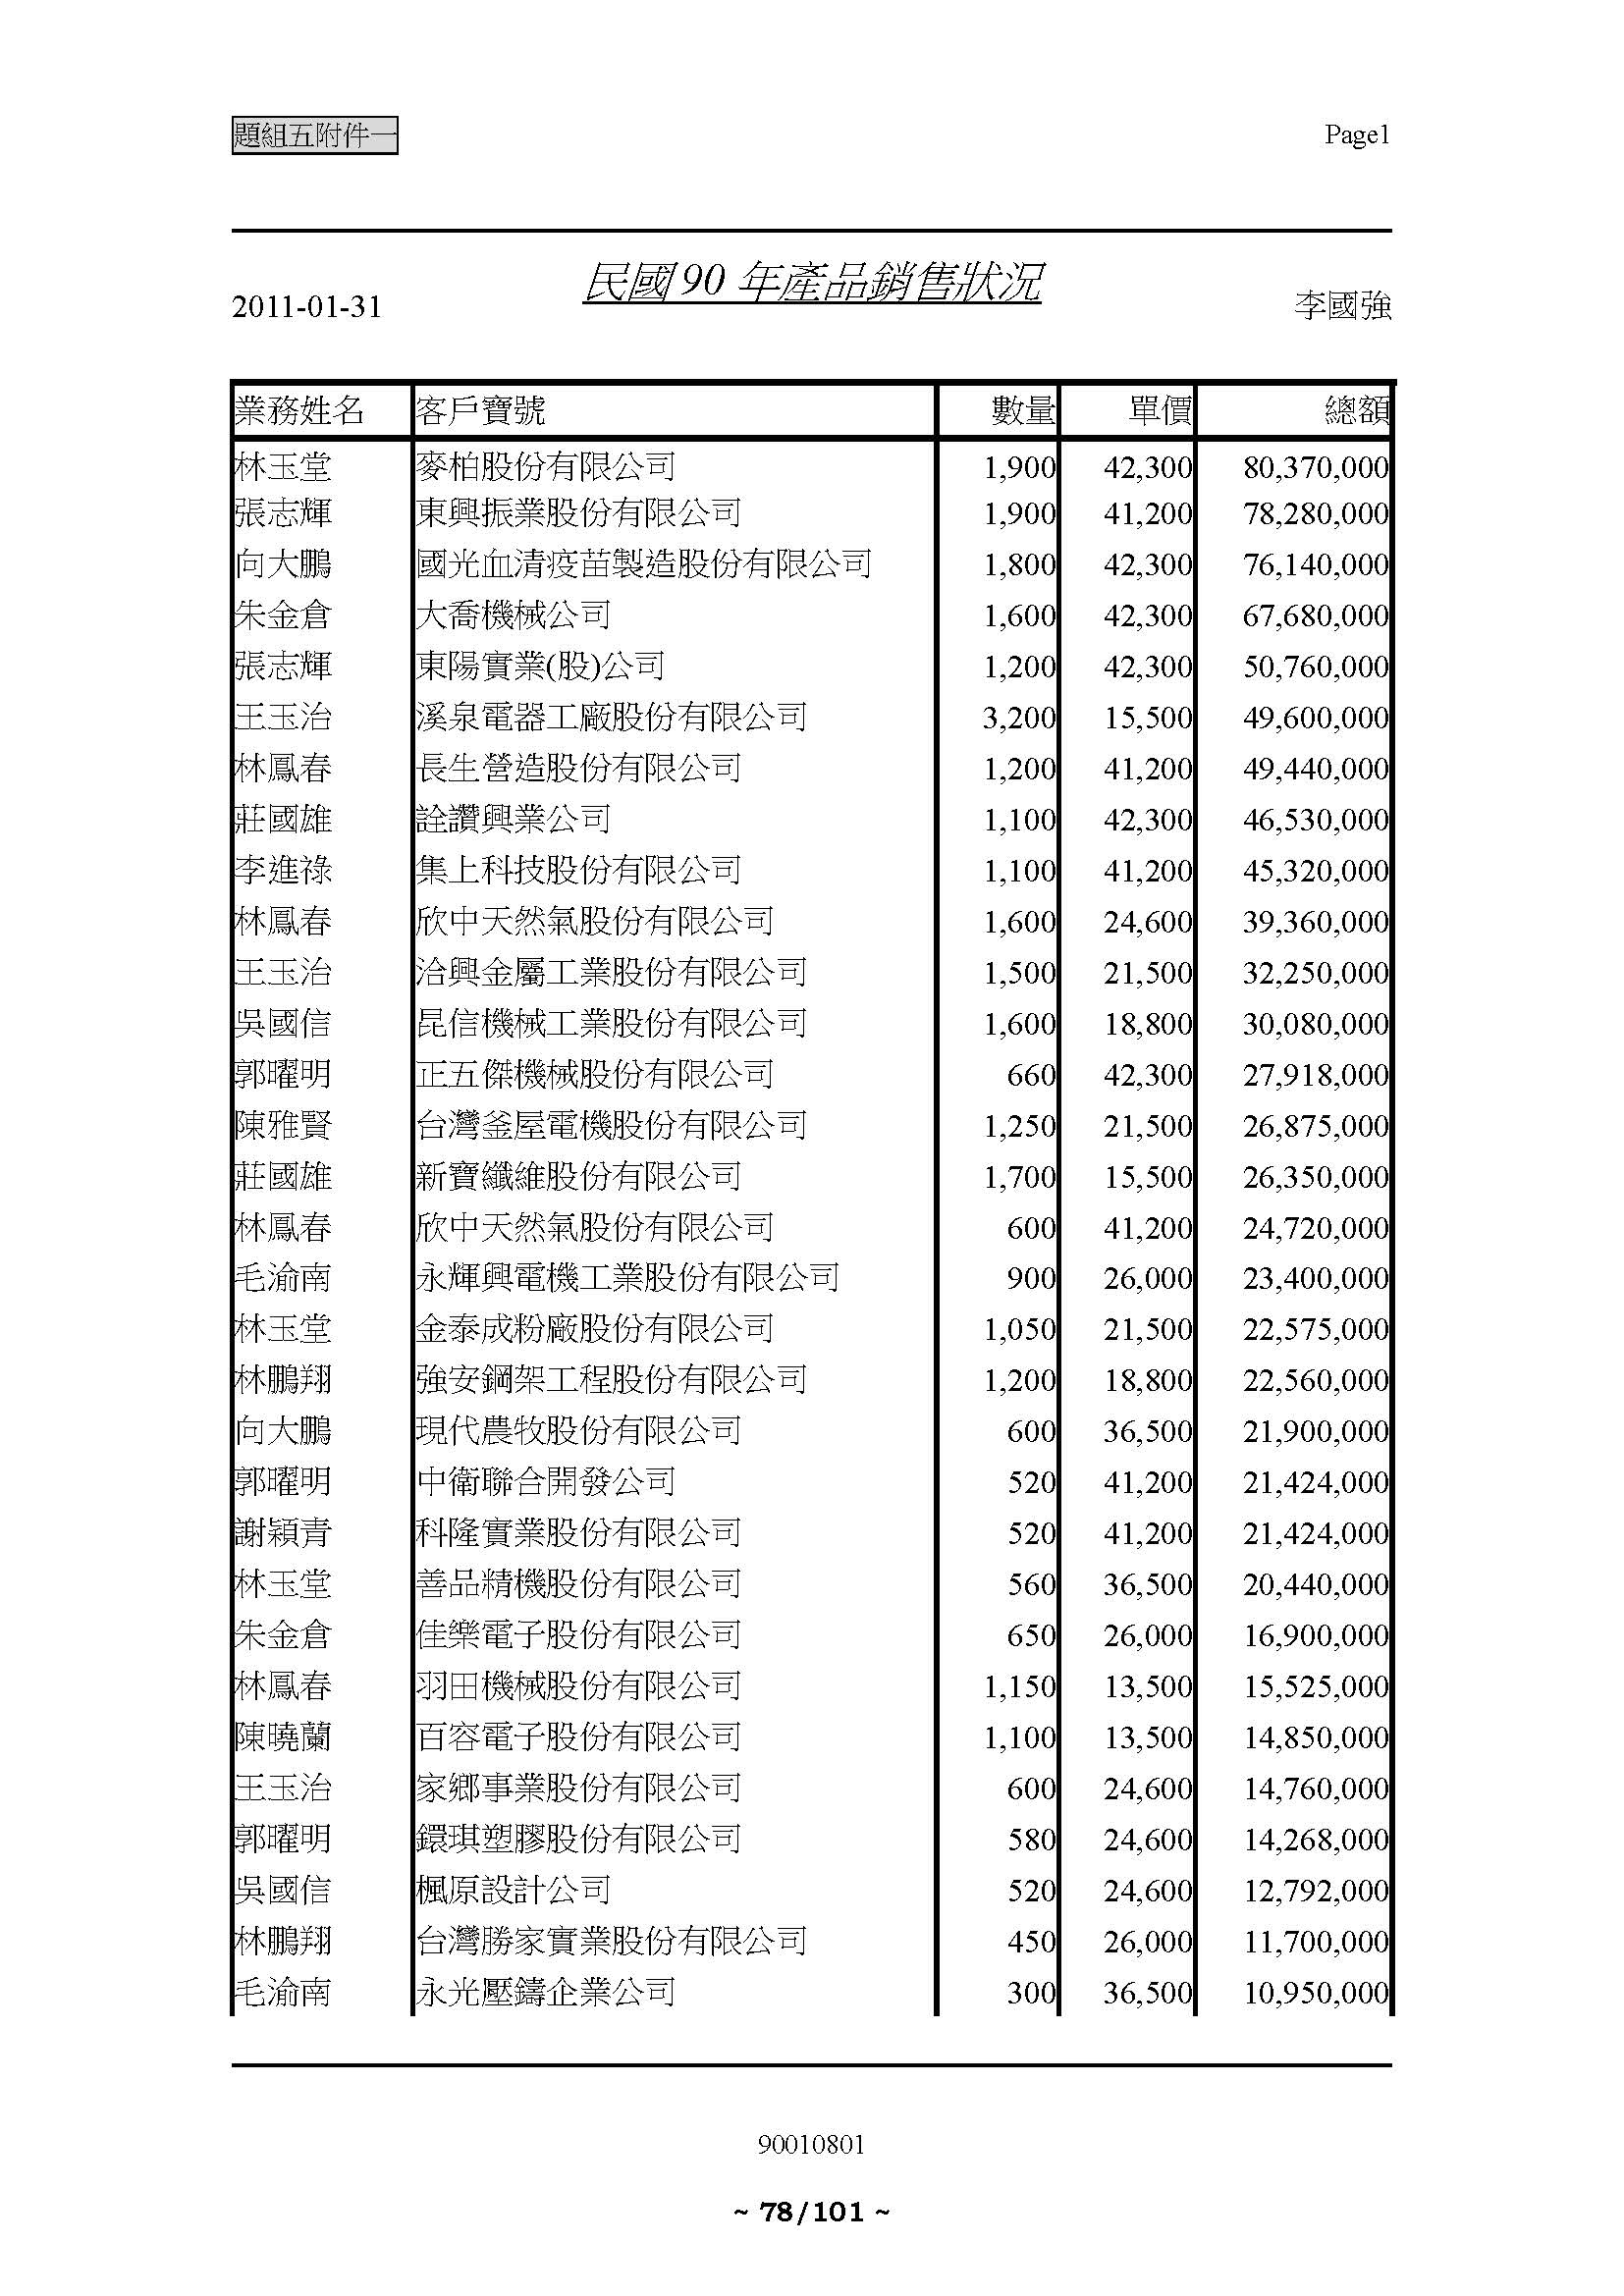 題組五附件一 Page1
民國90 年產品銷售狀況
2011-01-31 李國強
業務姓名 客戶寶號 數量 單價 總額
林玉堂 麥柏股份有限公司 1,900 42,300 80,370,000
張志輝 東興振業股份有限公司 1,900 41,200 78,280,000
向大鵬 國光血清疫苗製造股份有限公司 1,800 42,300 76,140,000
朱金倉 大喬機械公司 1,600 42,300 67,680,000
張志輝 東陽實業(股)公司 1,200 42,300 50,760,000
王玉治 溪泉電器工廠股份有限公司 3,200 15,500 49,600,000
林鳳春 長生營造股份有限公司 1,200 41,200 49,440,000
莊國雄 詮讚興業公司 1,100 42,300 46,530,000
李進祿 集上科技股份有限公司 1,100 41,200 45,320,000
林鳳春 欣中天然氣股份有限公司 1,600 24,600 39,360,000
王玉治 洽興金屬工業股份有限公司 1,500 21,500 32,250,000
吳國信 昆信機械工業股份有限公司 1,600 18,800 30,080,000
郭曜明 正五傑機械股份有限公司 660 42,300 27,918,000
陳雅賢 台灣釜屋電機股份有限公司 1,250 21,500 26,875,000
莊國雄 新寶纖維股份有限公司 1,700 15,500 26,350,000
林鳳春 欣中天然氣股份有限公司 600 41,200 24,720,000
毛渝南 永輝興電機工業股份有限公司 900 26,000 23,400,000
林玉堂 金泰成粉廠股份有限公司 1,050 21,500 22,575,000
林鵬翔 強安鋼架工程股份有限公司 1,200 18,800 22,560,000
向大鵬 現代農牧股份有限公司 600 36,500 21,900,000
郭曜明 中衛聯合開發公司 520 41,200 21,424,000
謝穎青 科隆實業股份有限公司 520 41,200 21,424,000
林玉堂 善品精機股份有限公司 560 36,500 20,440,000
朱金倉 佳樂電子股份有限公司 650 26,000 16,900,000
林鳳春 羽田機械股份有限公司 1,150 13,500 15,525,000
陳曉蘭 百容電子股份有限公司 1,100 13,500 14,850,000
王玉治 家鄉事業股份有限公司 600 24,600 14,760,000
郭曜明 鐶琪塑膠股份有限公司 580 24,600 14,268,000
吳國信 楓原設計公司 520 24,600 12,792,000
林鵬翔 台灣勝家實業股份有限公司 450 26,000 11,700,000
毛渝南 永光壓鑄企業公司 300 36,500 10,950,000
90010801
~ 78/101 ~